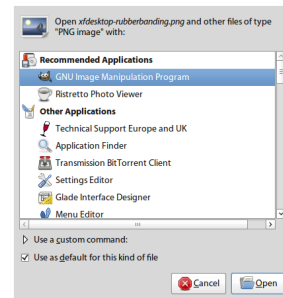 Open xfdesktop-rubberbanding.png and other files of type
"PNG image" with:
Recommended Applications
GNU Image Manipulation Program
Ristretto Photo Viewer
Other Applications
Technical Support Europe and UK
Application Finder
Transmission BitTorrent Client
Settings Editor
Glade Interface Designer
Menu Editor
Use a custom command:
Use as default for this kind of file
Cancel
Open